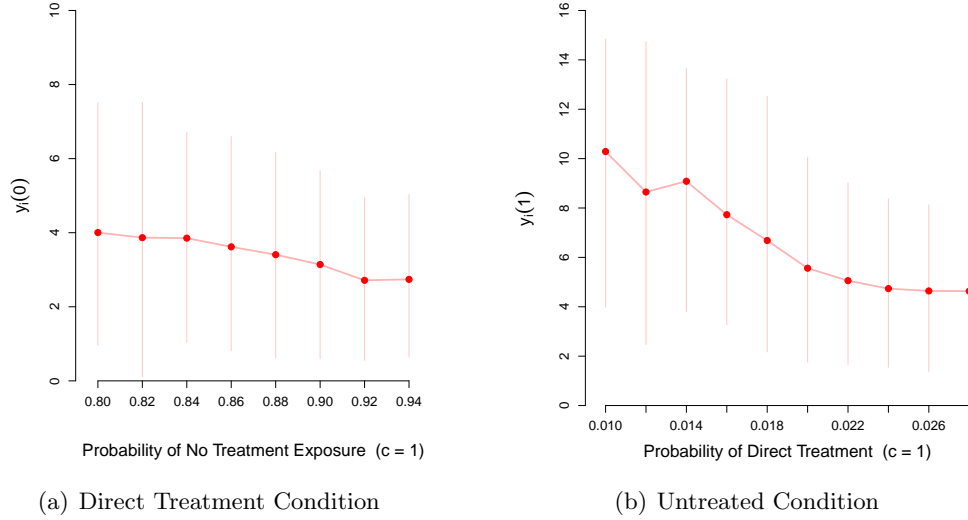 10
8
6
4
2
0
y_i(0)
0.80 0.82 0.84 0.86 0.88 0.90 0.92 0.94
Probability of No Treatment Exposure (c = 1)
(a) Direct Treatment Condition
16
14
12
10
8
6
4
2
0
y_i(1)
0.010 0.014 0.018 0.022 0.026
Probability of Direct Treatment (c = 1)
(b) Untreated Condition